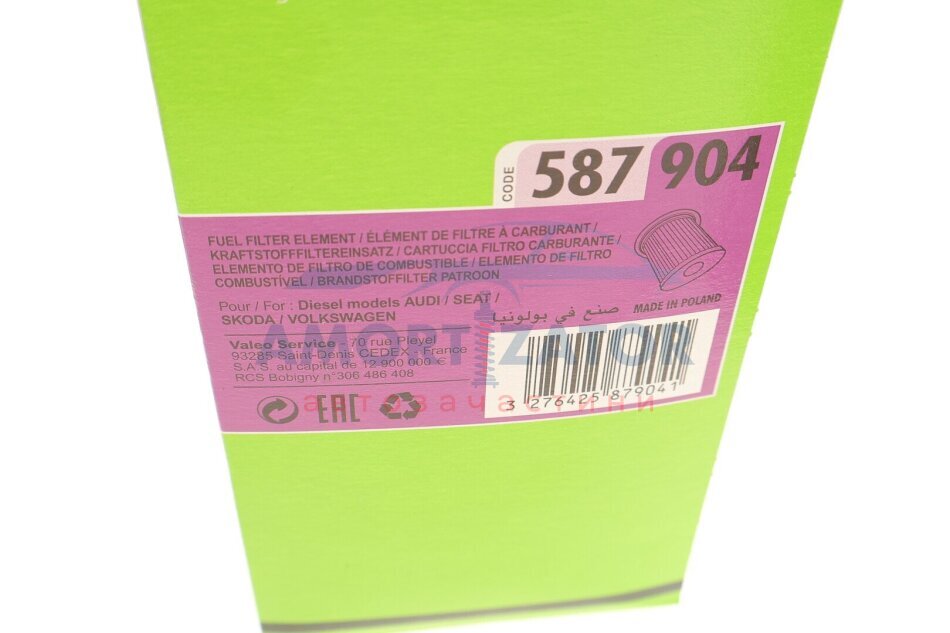 CODE 587 904
FUEL FILTER ELEMENT / ÉLÉMENT DE FILTRE À CARBURANT /
KRAFTSTOFFFILTEREINSATZ / CARTUCCIA FILTRO CARBURANTE /
ELEMENTO DE FILTRO DE COMBUSTIBLE / ELEMENTO DE FILTRO
COMBUSTÍVEL / BRANDSTOFFILTER PATROON
Pour / For : Diesel models AUDI / SEAT /
SKODA / VOLKSWAGEN
صنع في بولونيا MADE IN POLAND
AMORTIZATOR
Valeo Service - 70 rue Pleyel
93285 Saint-Denis CEDEX - France
S.A.S. au capital de 12 900 000 €
RCS Bobigny n°306 486 408
EAC
3 276425 879041
автозачастини